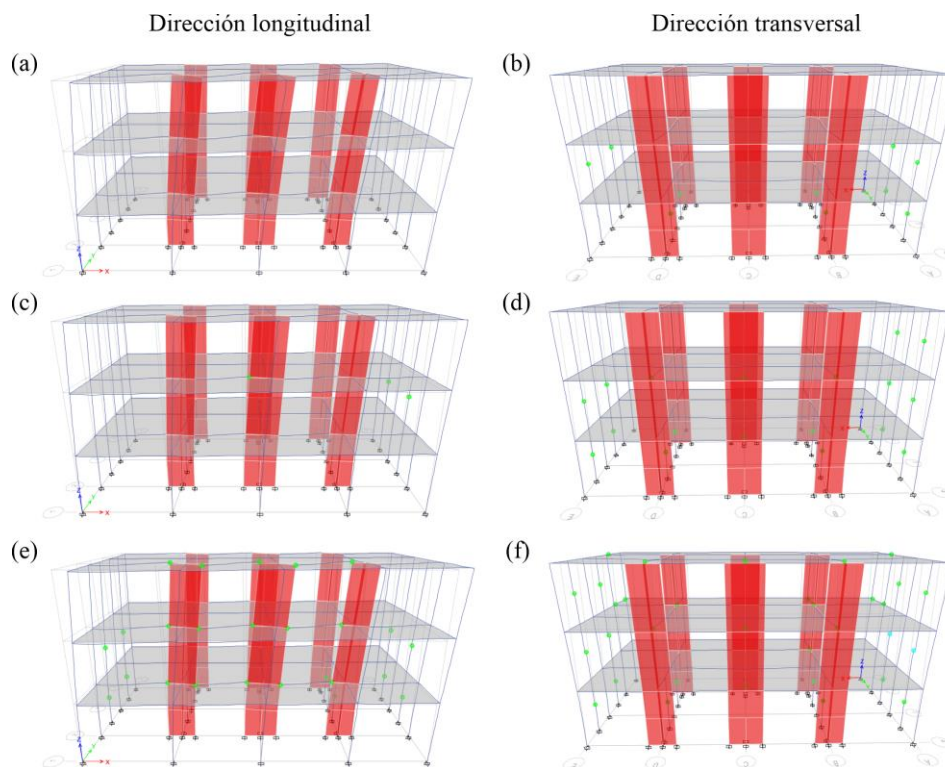 Dirección longitudinal
Dirección transversal
(a)
(b)
(c)
(d)
(e)
(f)